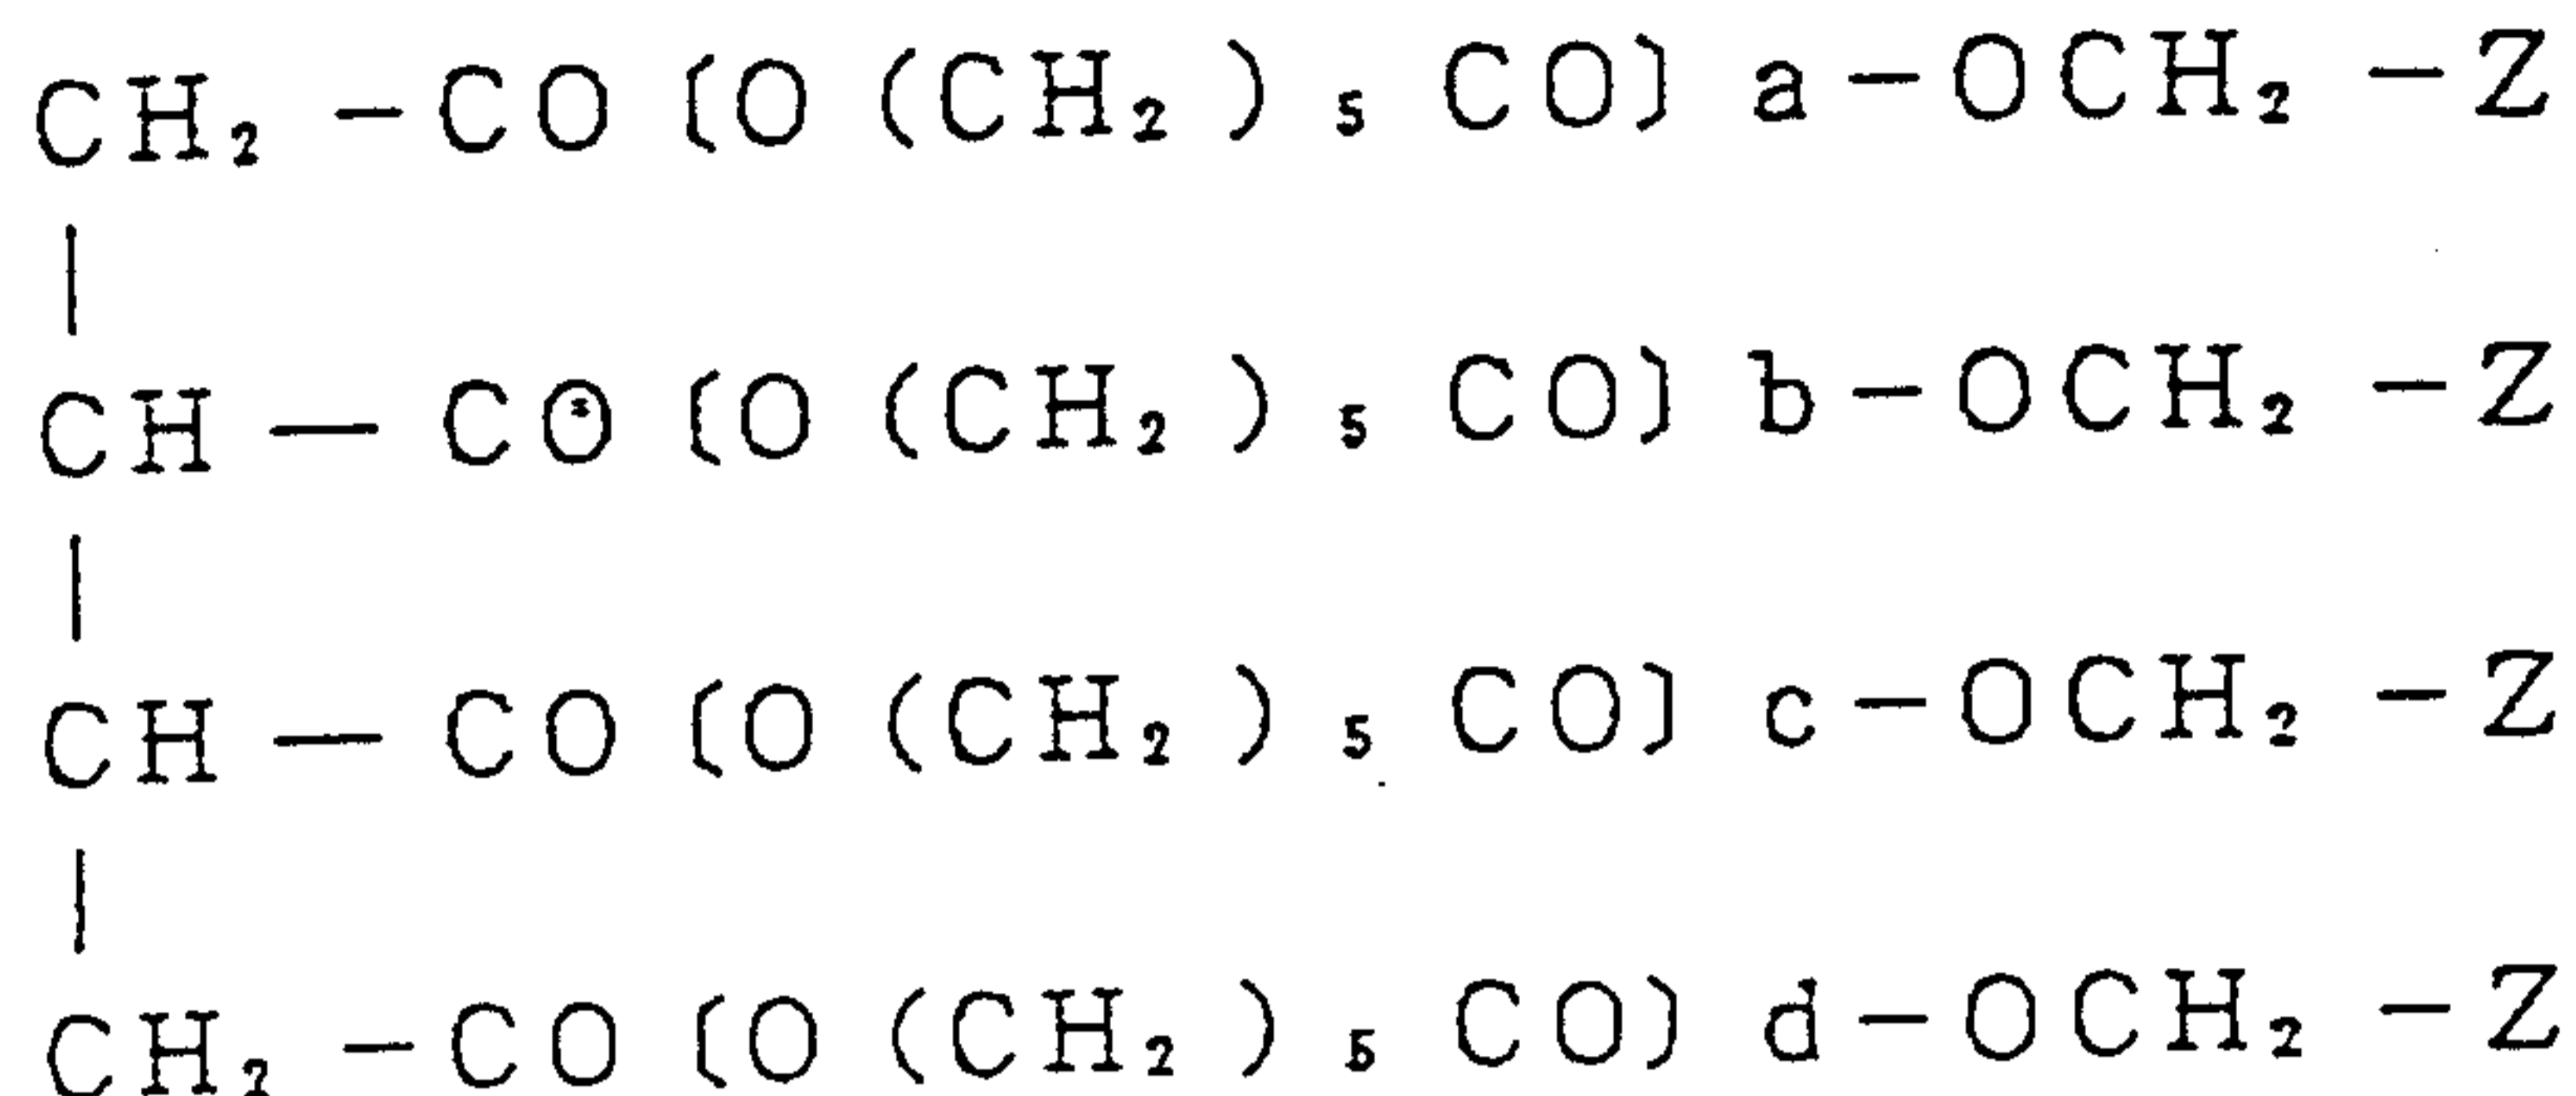 CH₂ －CO〔O（CH₂）₅ CO〕a－OCH₂ －Z
｜
CH － CO〔O（CH₂）₅ CO〕b－OCH₂ －Z
｜
CH － CO〔O（CH₂）₅ CO〕c－OCH₂ －Z
｜
CH₂ －CO〔O（CH₂）₅ CO〕d－OCH₂ －Z